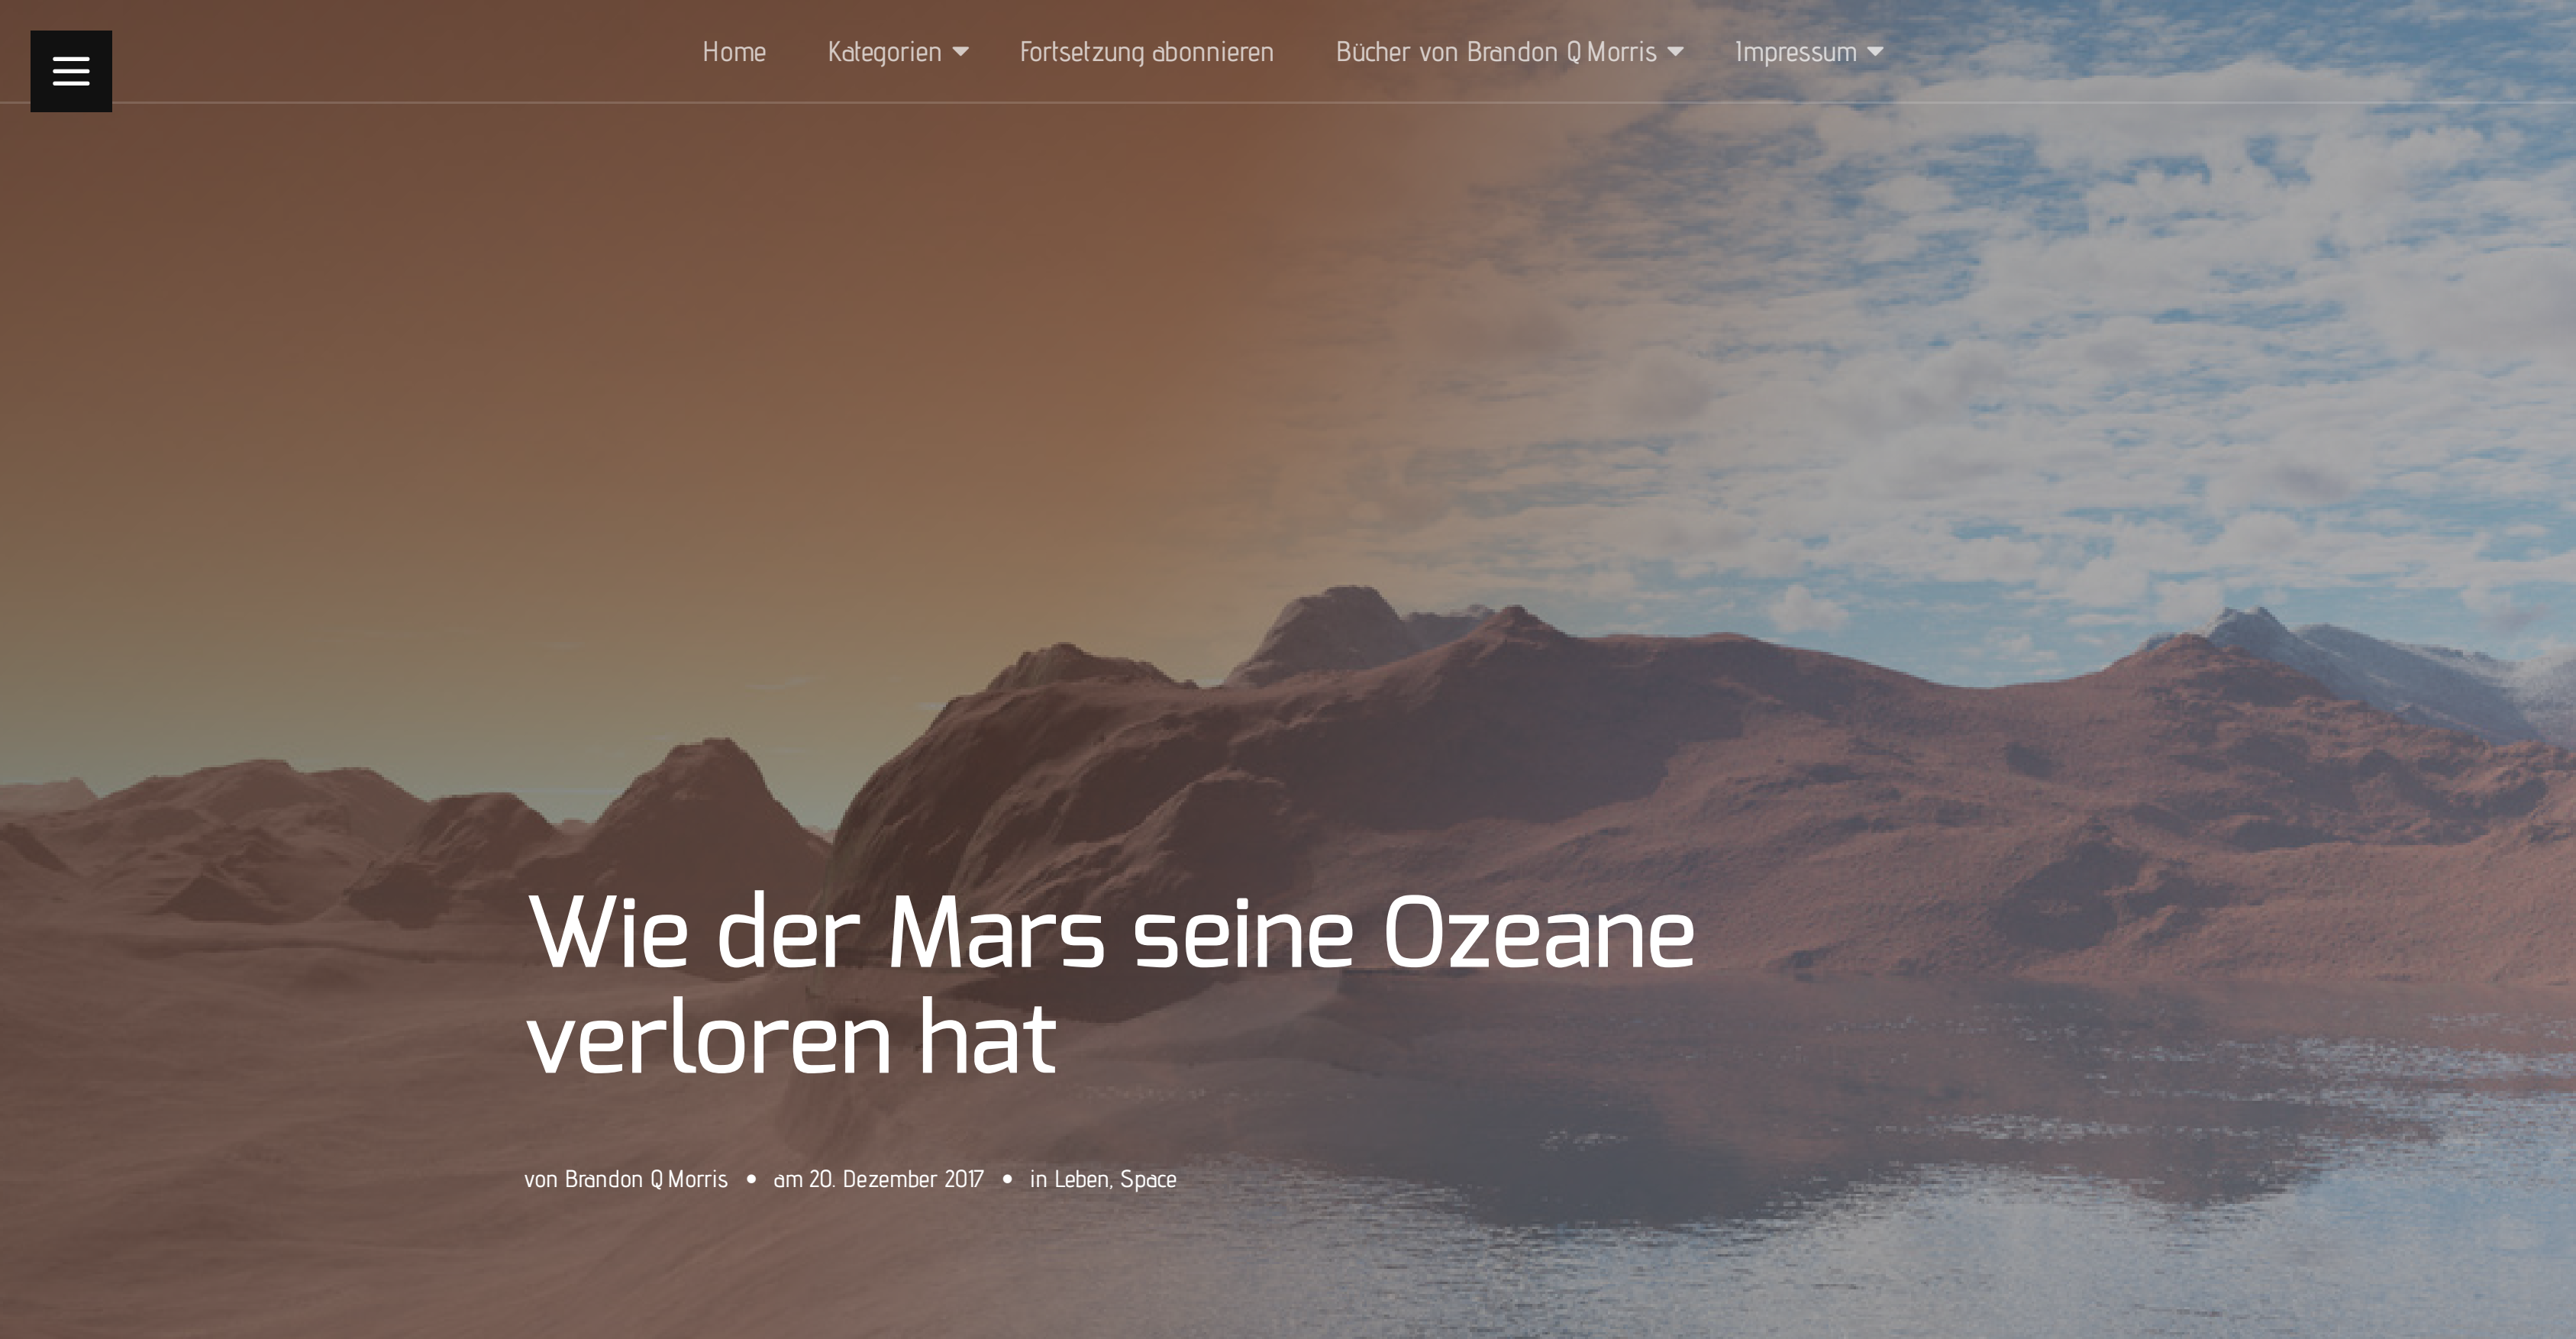 Home Kategorien Fortsetzung abonnieren Bücher von Brandon Q Morris Impressum
Wie der Mars seine Ozeane
verloren hat
von Brandon Q Morris • am 20. Dezember 2017 • in Leben, Space